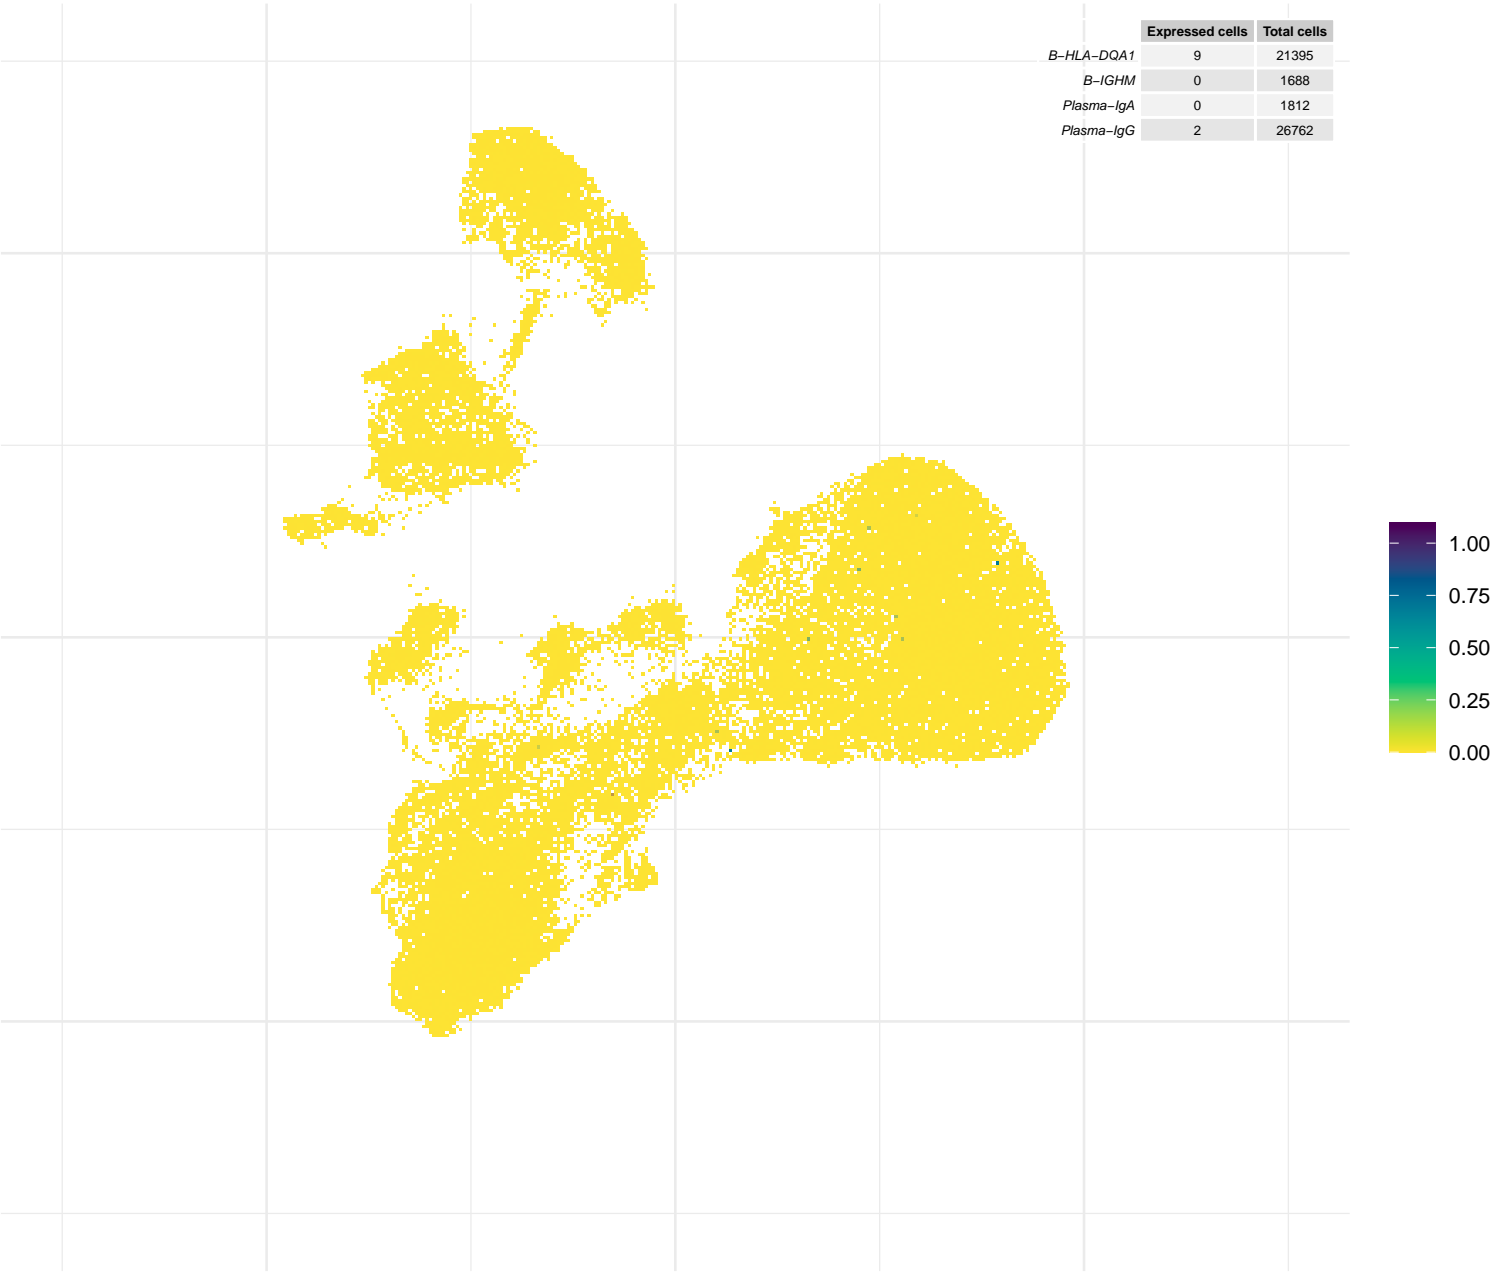 Expressed cells Total cells
B−HLA−DQA1 9 21395
B−IGHM 0 1688
Plasma−IgA 0 1812
Plasma−IgG 2 26762
1.00
0.75
0.50
0.25
0.00